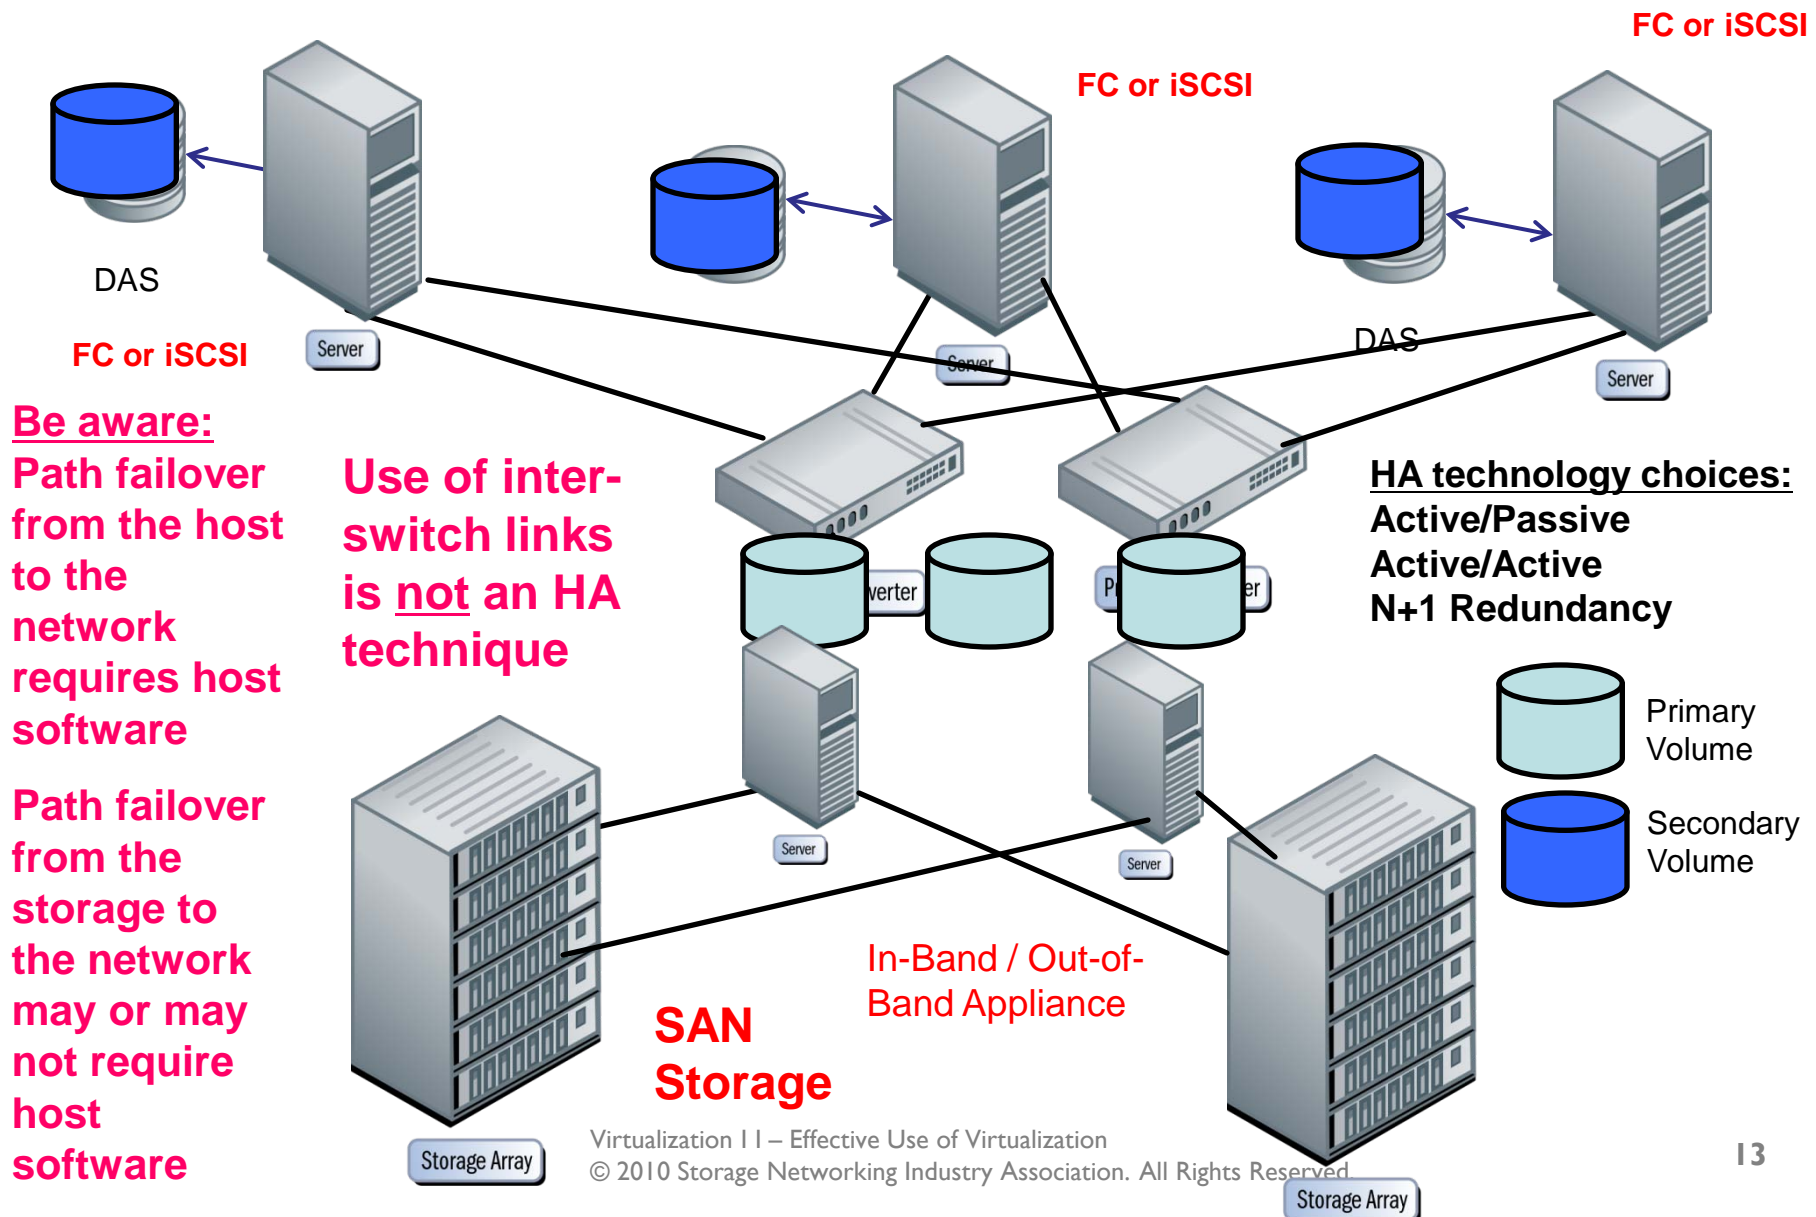 FC or iSCSI
FC or iSCSI
DAS
FC or iSCSI
Server
Server
DAS
Server
Be aware:
Path failover
from the host
to the
network
requires host
software
Path failover
from the
storage to
the network
may or may
not require
host
software
Use of inter-
switch links
is not an HA
technique
HA technology choices:
Active/Passive
Active/Active
N+1 Redundancy
Primary
Volume
Secondary
Volume
Server
Server
In-Band / Out-of-
Band Appliance
SAN
Storage
Storage Array
Storage Array
Virtualization II – Effective Use of Virtualization
© 2010 Storage Networking Industry Association. All Rights Reserved.
13